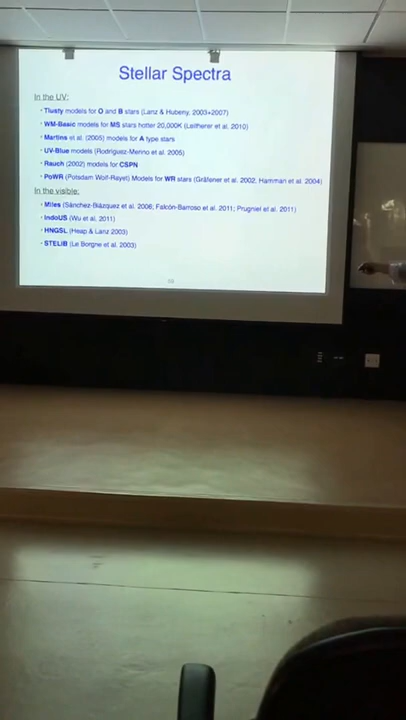 Stellar Spectra
In the UV:
· Tlusty models for O and B stars (Lanz & Hubeny, 2003+2007)
· WM-Basic models for MS stars hotter 20,000K (Leitherer et al. 2010)
· Martins et al. (2005) models for A type stars
· UV-Blue models (Rodríguez-Merino et al. 2005)
· Rauch (2002) models for CSPN
· PoWR (Potsdam Wolf-Rayet) Models for WR stars (Gräfener et al. 2002, Hamman et al. 2004)
In the visible:
· Miles (Sánchez-Blázquez et al. 2006; Falcón-Barroso et al. 2011; Prugniel et al. 2011)
· IndoUS (Wu et al. 2011)
· HNGSL (Heap & Lanz 2003)
· STELIB (Le Borgne et al. 2003)